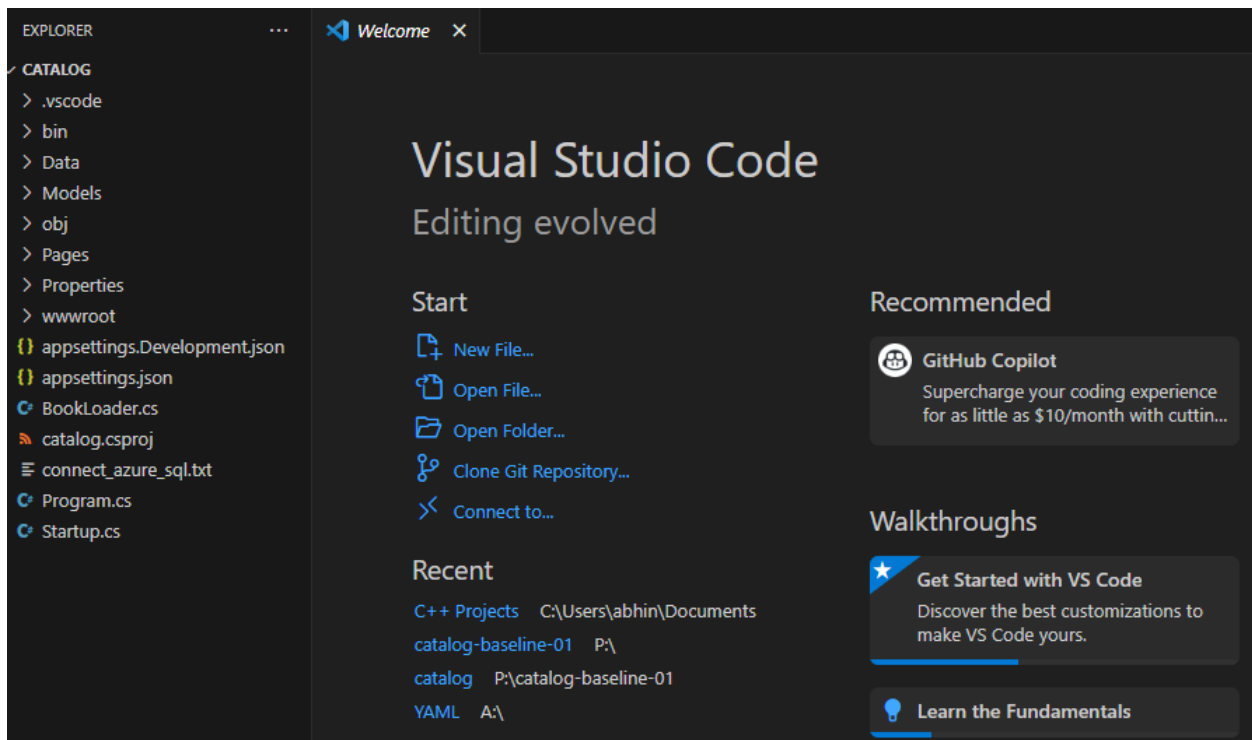 EXPLORER
···
CATALOG
.vscode
bin
Data
Models
obj
Pages
Properties
wwwroot
{} appsettings.Development.json
{} appsettings.json
C# BookLoader.cs
catalog.csproj
connect_azure_sql.txt
C# Program.cs
C# Startup.cs
Welcome
Visual Studio Code
Editing evolved
Start
New File...
Open File...
Open Folder...
Clone Git Repository...
Connect to...
Recent
C++ Projects C:\Users\abhin\Documents
catalog-baseline-01 P:\
catalog P:\catalog-baseline-01
YAML A:\
Recommended
GitHub Copilot
Supercharge your coding experience
for as little as $10/month with cuttin...
Walkthroughs
Get Started with VS Code
Discover the best customizations to
make VS Code yours.
Learn the Fundamentals